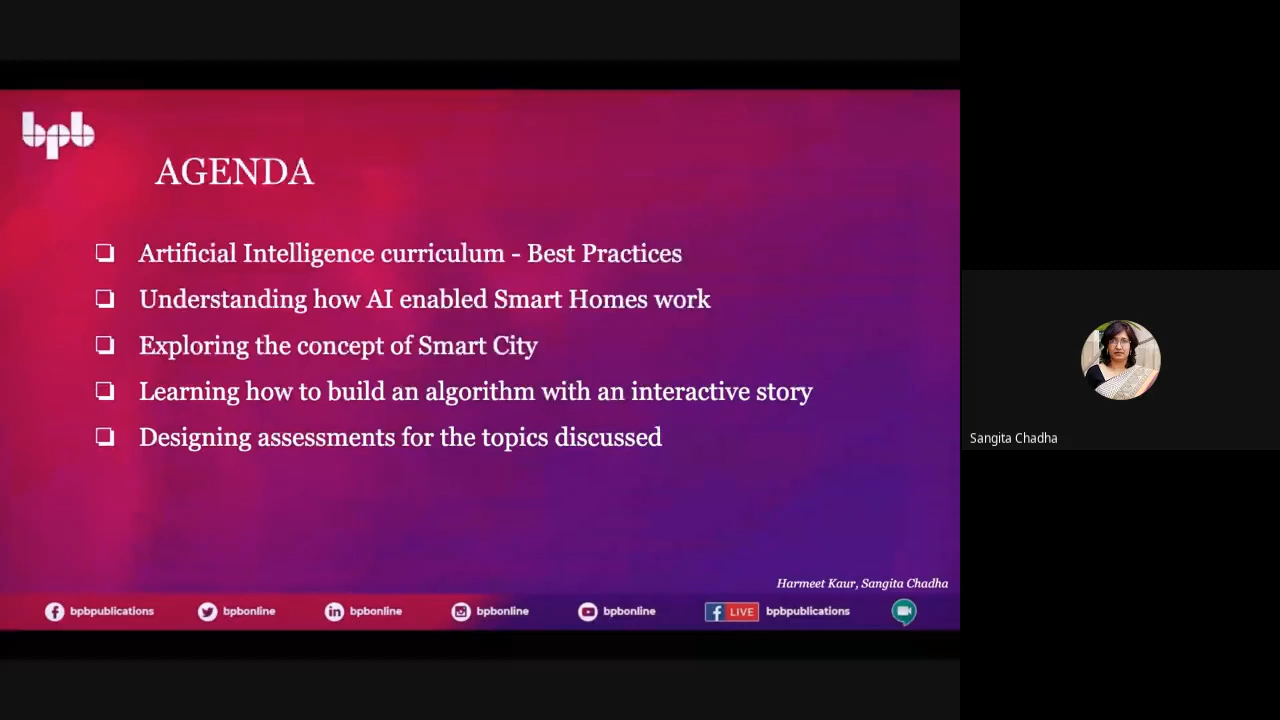 bpb
AGENDA
❏ Artificial Intelligence curriculum - Best Practices
❏ Understanding how AI enabled Smart Homes work
❏ Exploring the concept of Smart City
❏ Learning how to build an algorithm with an interactive story
❏ Designing assessments for the topics discussed
Sangita Chadha
Harmeet Kaur, Sangita Chadha
bpbpublications bpbonline bpbonline bpbonline bpbonline LIVE bpbpublications